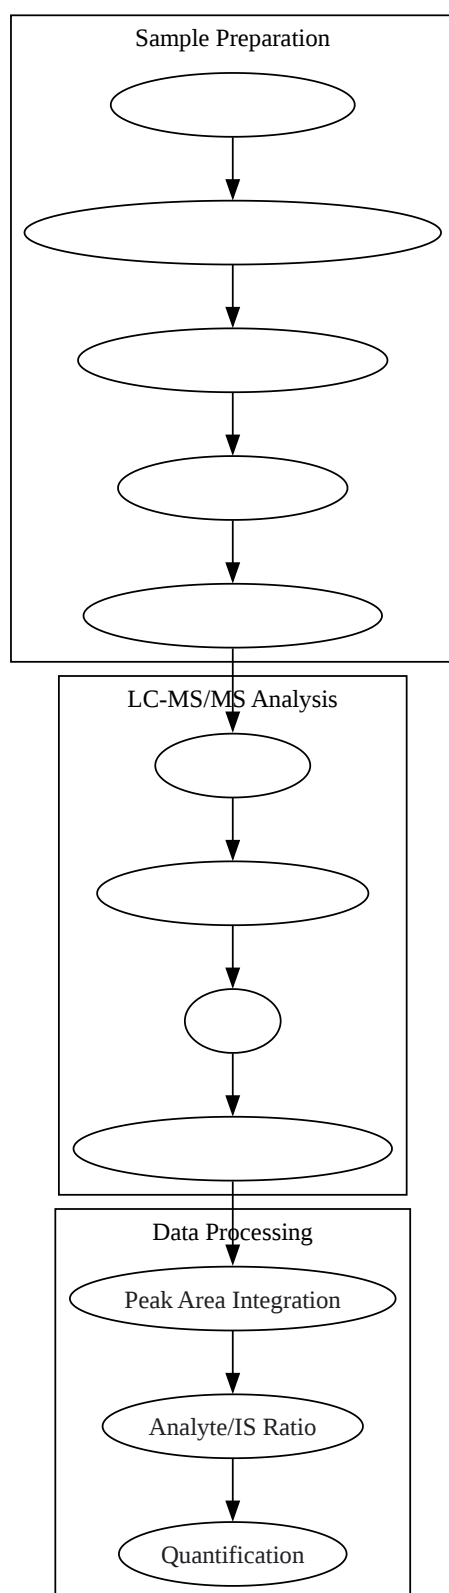 Sample Preparation
LC-MS/MS Analysis
Data Processing
Peak Area Integration
Analyte/IS Ratio
Quantification